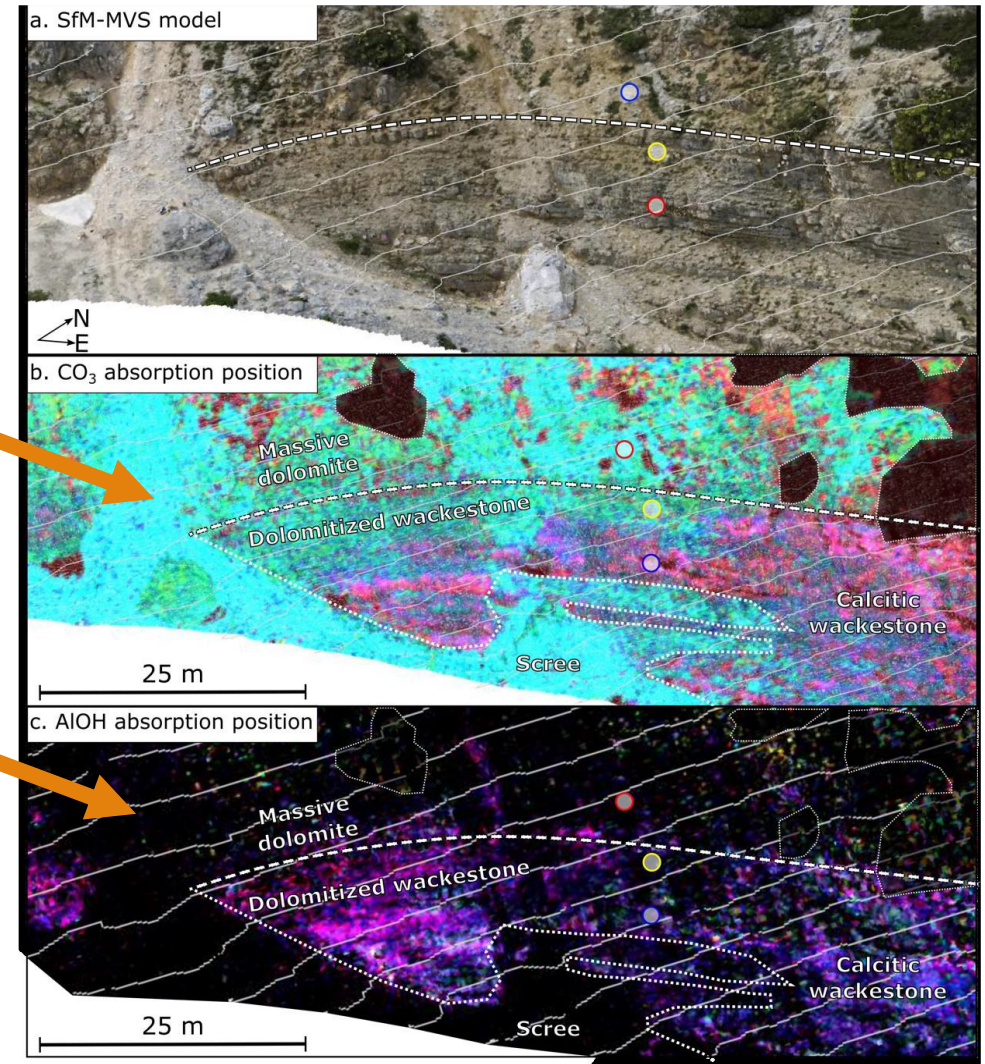 a. SfM-MVS model
N
E
b. CO₃ absorption position
Massive
dolomite
Dolomitized wackestone
Calcitic
wackestone
Scree
25 m
c. AlOH absorption position
Massive
dolomite
Dolomitized wackestone
Calcitic
wackestone
Scree
25 m